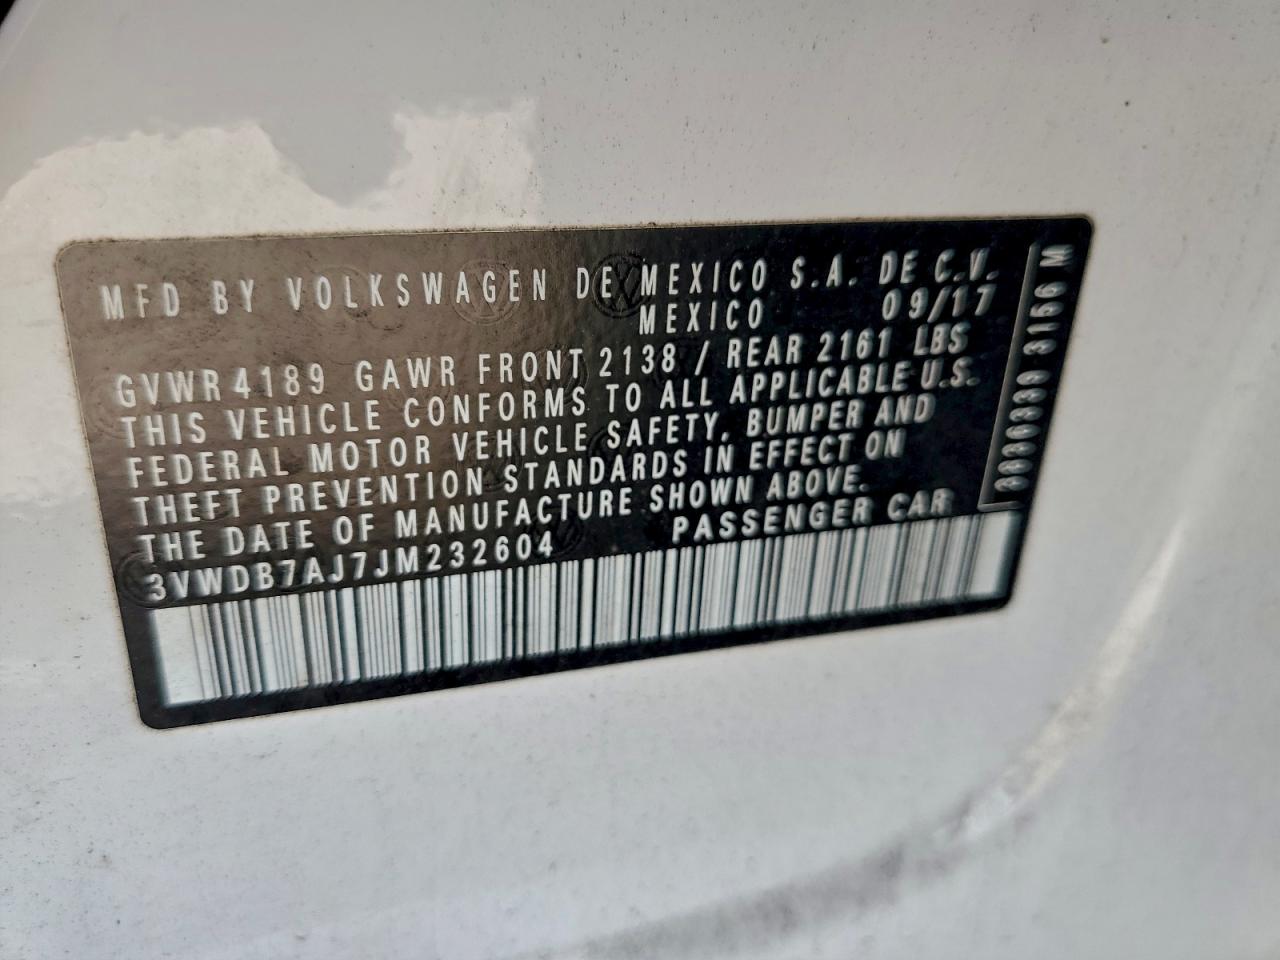 MFD BY VOLKSWAGEN DE MEXICO S.A. DE C.V.
MEXICO 09/17
GVWR 4189 GAWR FRONT 2138 / REAR 2161 LBS
THIS VEHICLE CONFORMS TO ALL APPLICABLE U.S.
FEDERAL MOTOR VEHICLE SAFETY, BUMPER AND
THEFT PREVENTION STANDARDS IN EFFECT ON
THE DATE OF MANUFACTURE SHOWN ABOVE.
3VWDB7AJ7JM232604 PASSENGER CAR
3156 M